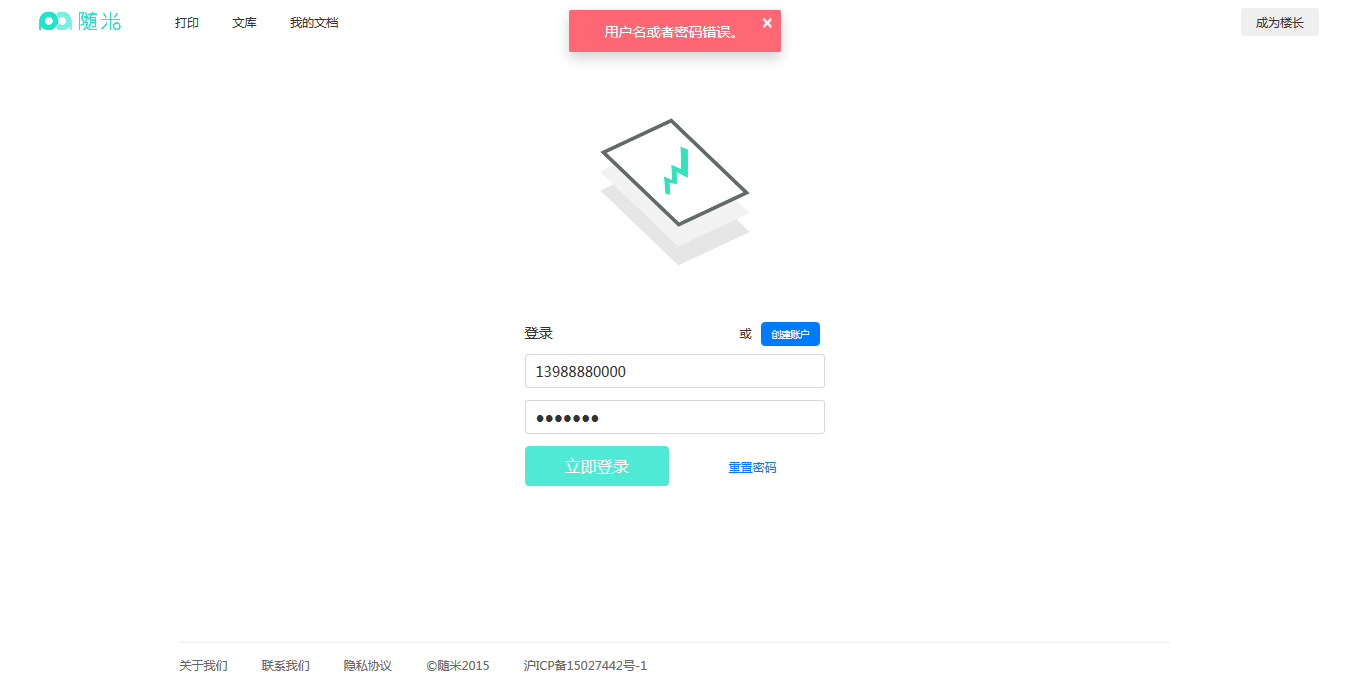 随米 打印 文库 我的文档 用户名或者密码错误。 × 成为楼长
登录 或 创建账户
13988880000
●●●●●●●
立即登录 重置密码
关于我们 联系我们 隐私协议 ©随米2015 沪ICP备15027442号-1